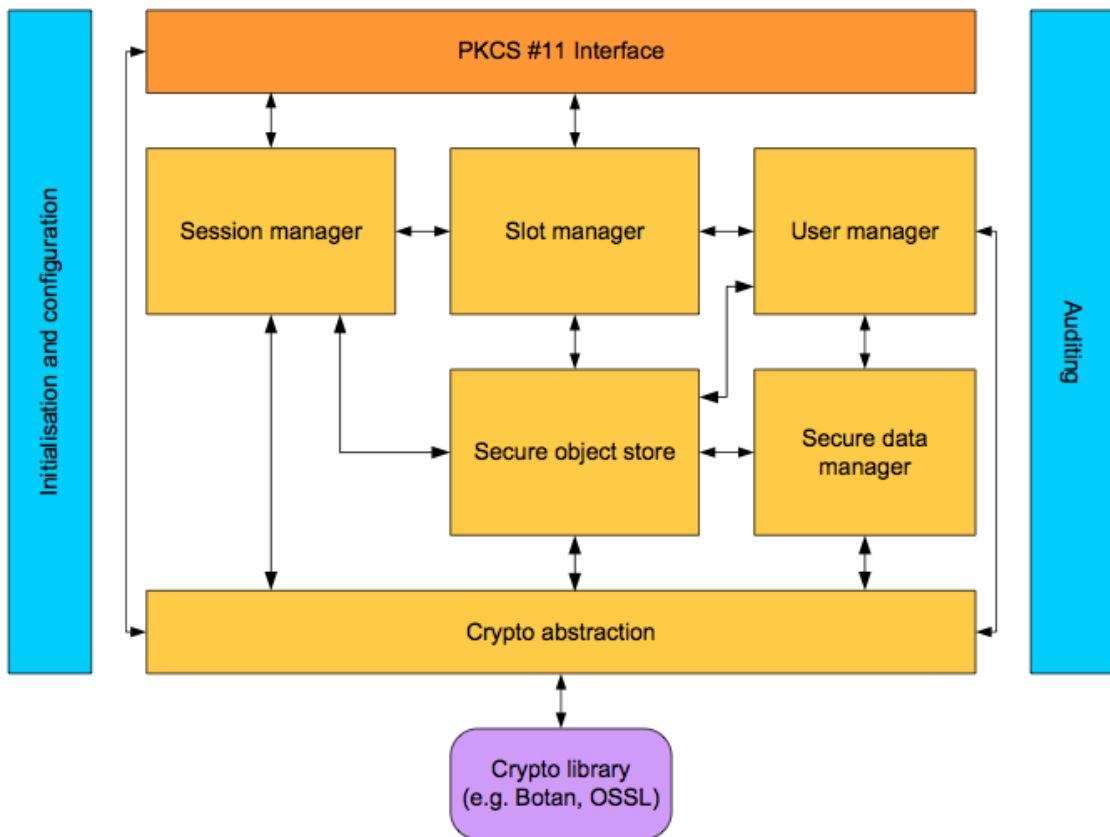 PKCS #11 Interface
Initialisation and configuration
Session manager
Slot manager
User manager
Auditing
Secure object store
Secure data
manager
Crypto abstraction
Crypto library
(e.g. Botan, OSSL)